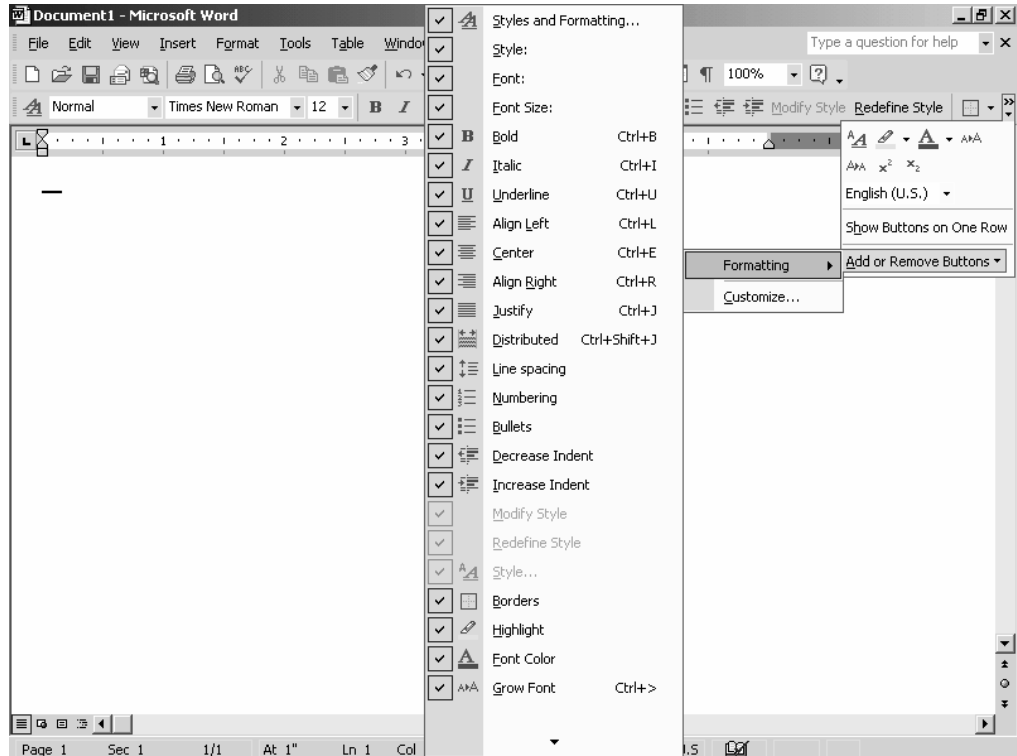 Document1 - Microsoft Word
File Edit View Insert Format Tools Table Windo
Type a question for help
100%
Normal Times New Roman 12 B I
Modify Style Redefine Style
1 2 3
English (U.S.)
Show Buttons on One Row
Add or Remove Buttons
Formatting
Customize...
Styles and Formatting...
Style:
Font:
Font Size:
B Bold Ctrl+B
I Italic Ctrl+I
U Underline Ctrl+U
Align Left Ctrl+L
Center Ctrl+E
Align Right Ctrl+R
Justify Ctrl+J
Distributed Ctrl+Shift+J
Line spacing
Numbering
Bullets
Decrease Indent
Increase Indent
Modify Style
Redefine Style
Style...
Borders
Highlight
Font Color
Grow Font Ctrl+>
Page 1 Sec 1 1/1 At 1" Ln 1 Col